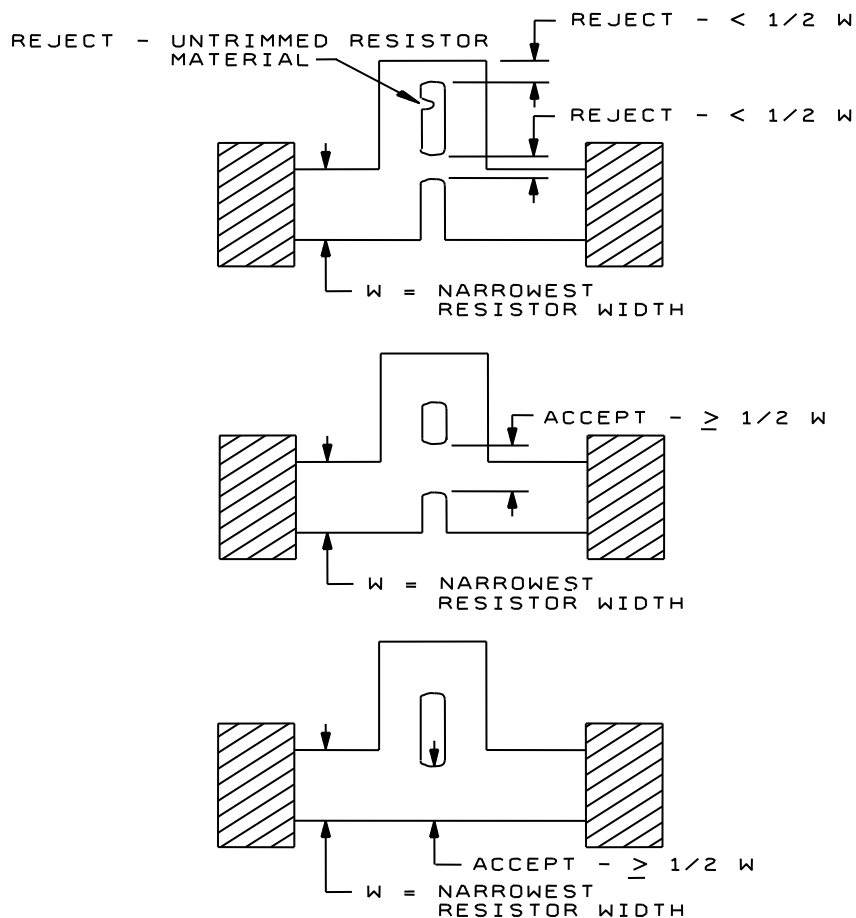 REJECT - < 1/2 W
REJECT - UNTRIMMED RESISTOR
MATERIAL
REJECT - < 1/2 W
W = NARROWEST
RESISTOR WIDTH
ACCEPT - ≥ 1/2 W
W = NARROWEST
RESISTOR WIDTH
ACCEPT - ≥ 1/2 W
W = NARROWEST
RESISTOR WIDTH